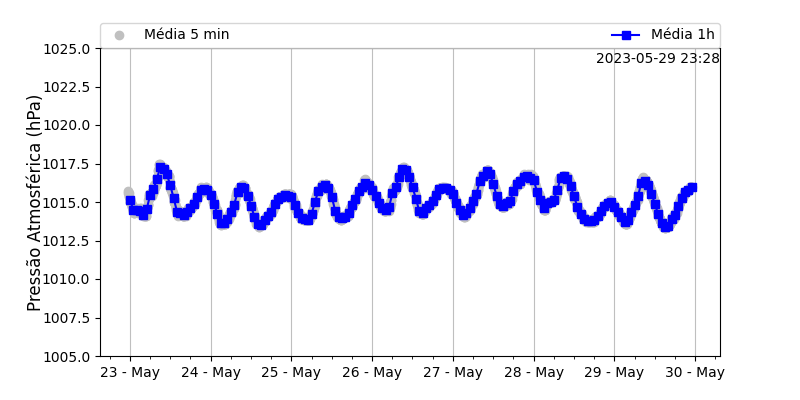 Média 5 min
Média 1h
2023-05-29 23:28
Pressão Atmosférica (hPa)
1025.0
1022.5
1020.0
1017.5
1015.0
1012.5
1010.0
1007.5
1005.0
23 - May
24 - May
25 - May
26 - May
27 - May
28 - May
29 - May
30 - May